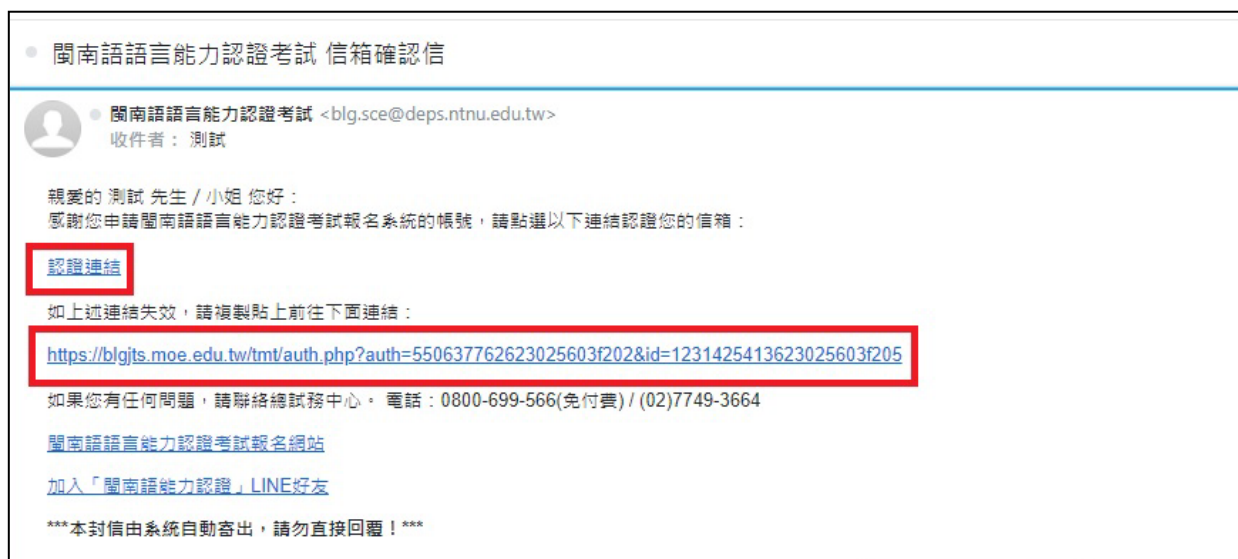 閩南語語言能力認證考試 信箱確認信
閩南語語言能力認證考試 <blg.sce@deps.ntnu.edu.tw>
收件者： 測試
親愛的 測試 先生 / 小姐 您好：
感謝您申請閩南語語言能力認證考試報名系統的帳號，請點選以下連結認證您的信箱：
認證連結
如上述連結失效，請複製貼上前往下面連結：
https://blgjts.moe.edu.tw/tmt/auth.php?auth=550637762623025603f202&id=1231425413623025603f205
如果您有任何問題，請聯絡總試務中心。 電話：0800-699-566(免付費) / (02)7749-3664
閩南語語言能力認證考試報名網站
加入「閩南語能力認證」LINE好友
***本封信由系統自動寄出，請勿直接回覆！***